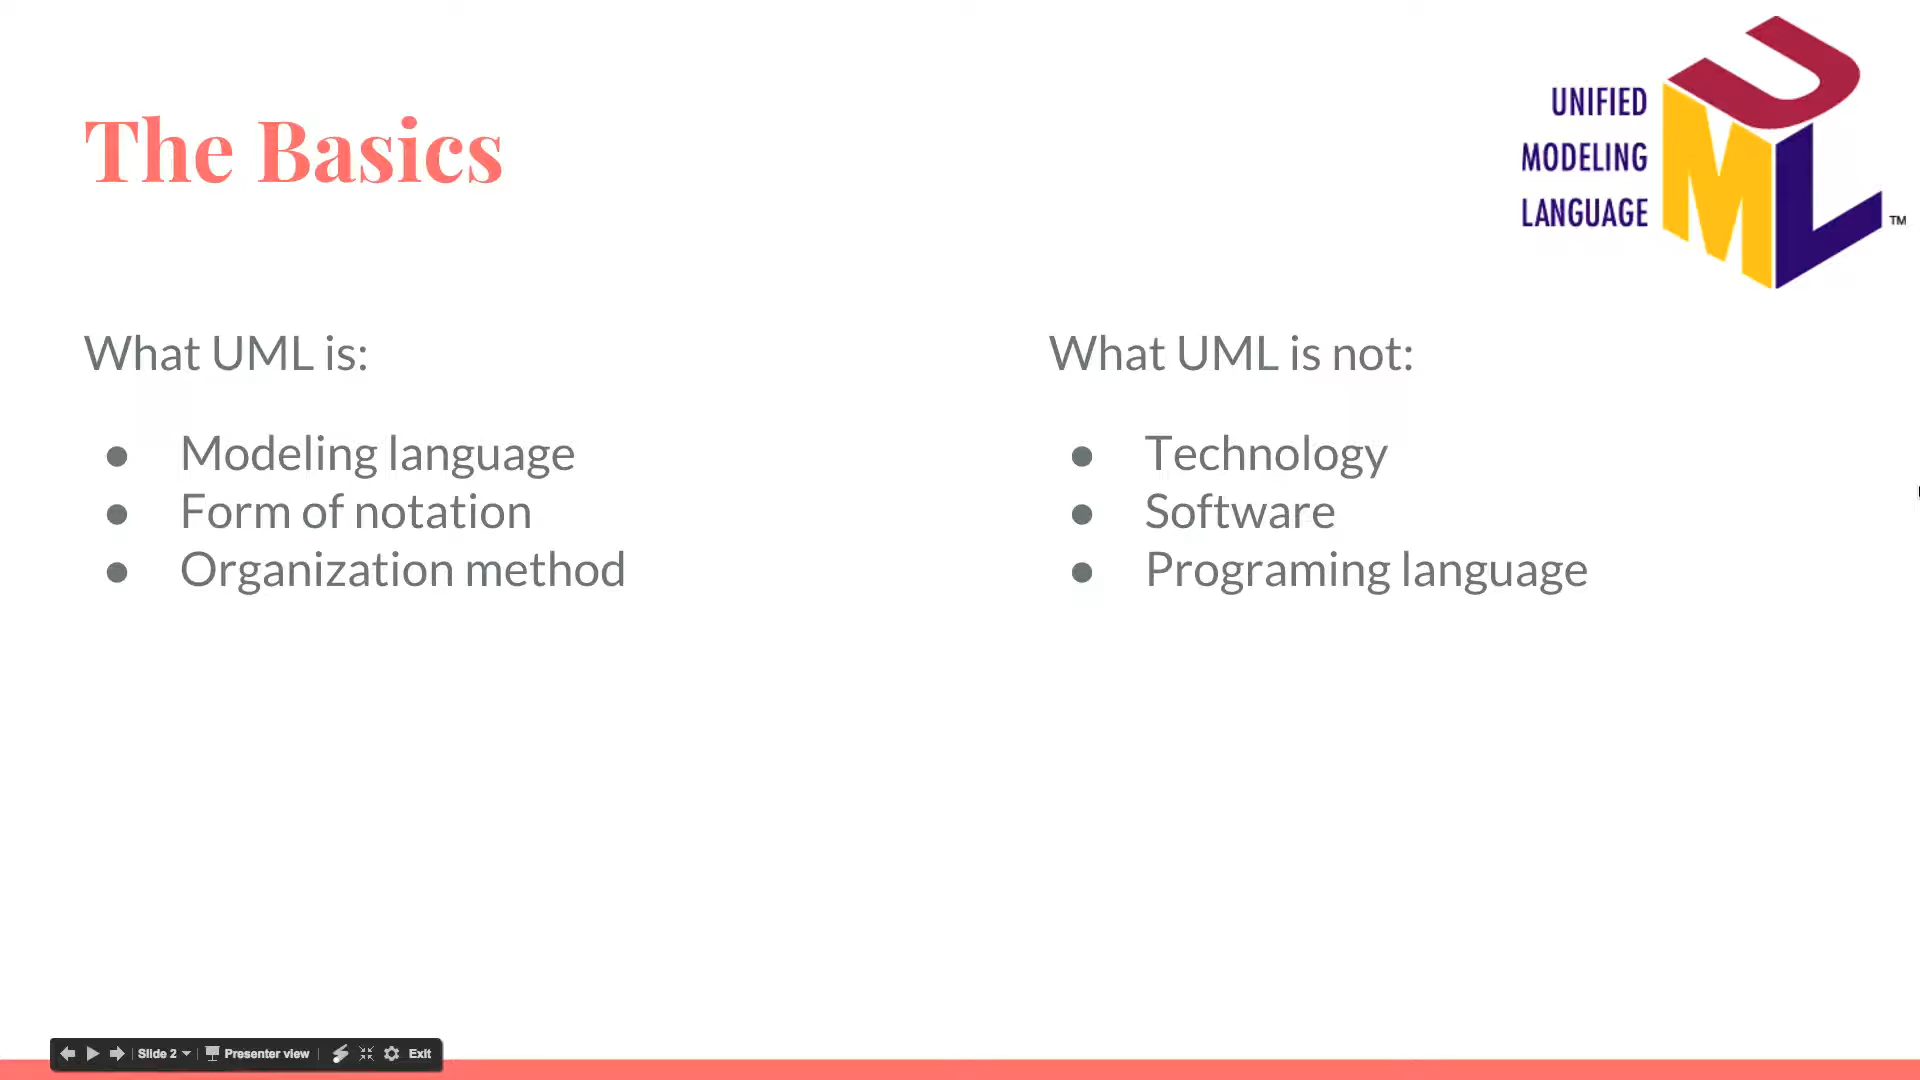 The Basics
UNIFIED
MODELING
LANGUAGE
UML
TM
What UML is:
● Modeling language
● Form of notation
● Organization method
What UML is not:
● Technology
● Software
● Programing language
Slide 2
Presenter view
Exit